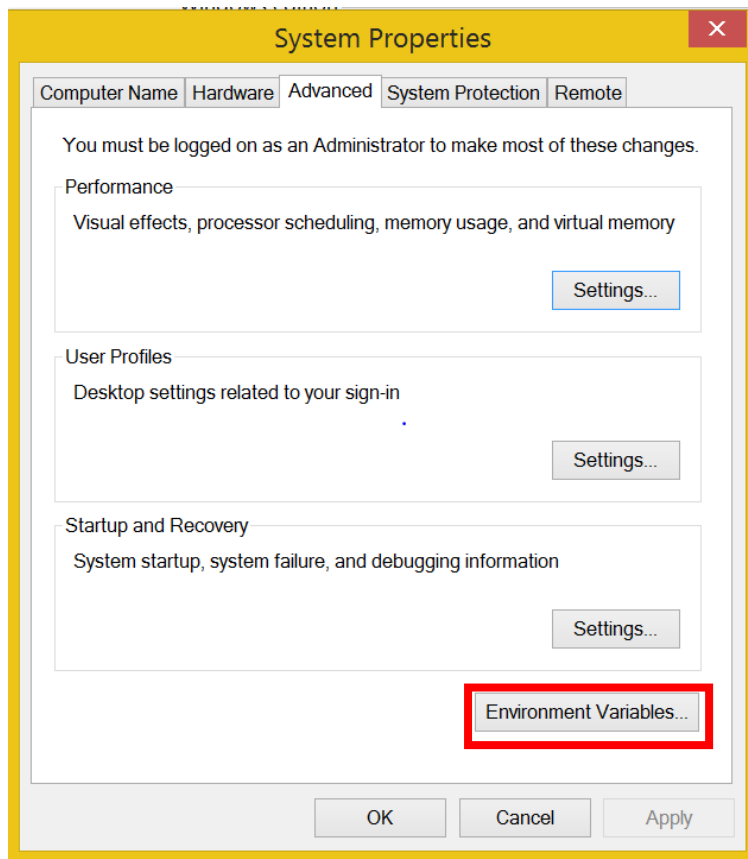 System Properties
Computer Name Hardware Advanced System Protection Remote
You must be logged on as an Administrator to make most of these changes.
Performance
Visual effects, processor scheduling, memory usage, and virtual memory
Settings...
User Profiles
Desktop settings related to your sign-in
Settings...
Startup and Recovery
System startup, system failure, and debugging information
Settings...
Environment Variables...
OK Cancel Apply